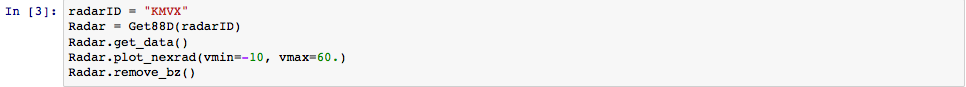 In [3]: radarID = "KMVX"
Radar = Get88D(radarID)
Radar.get_data()
Radar.plot_nexrad(vmin=-10, vmax=60.)
Radar.remove_bz()